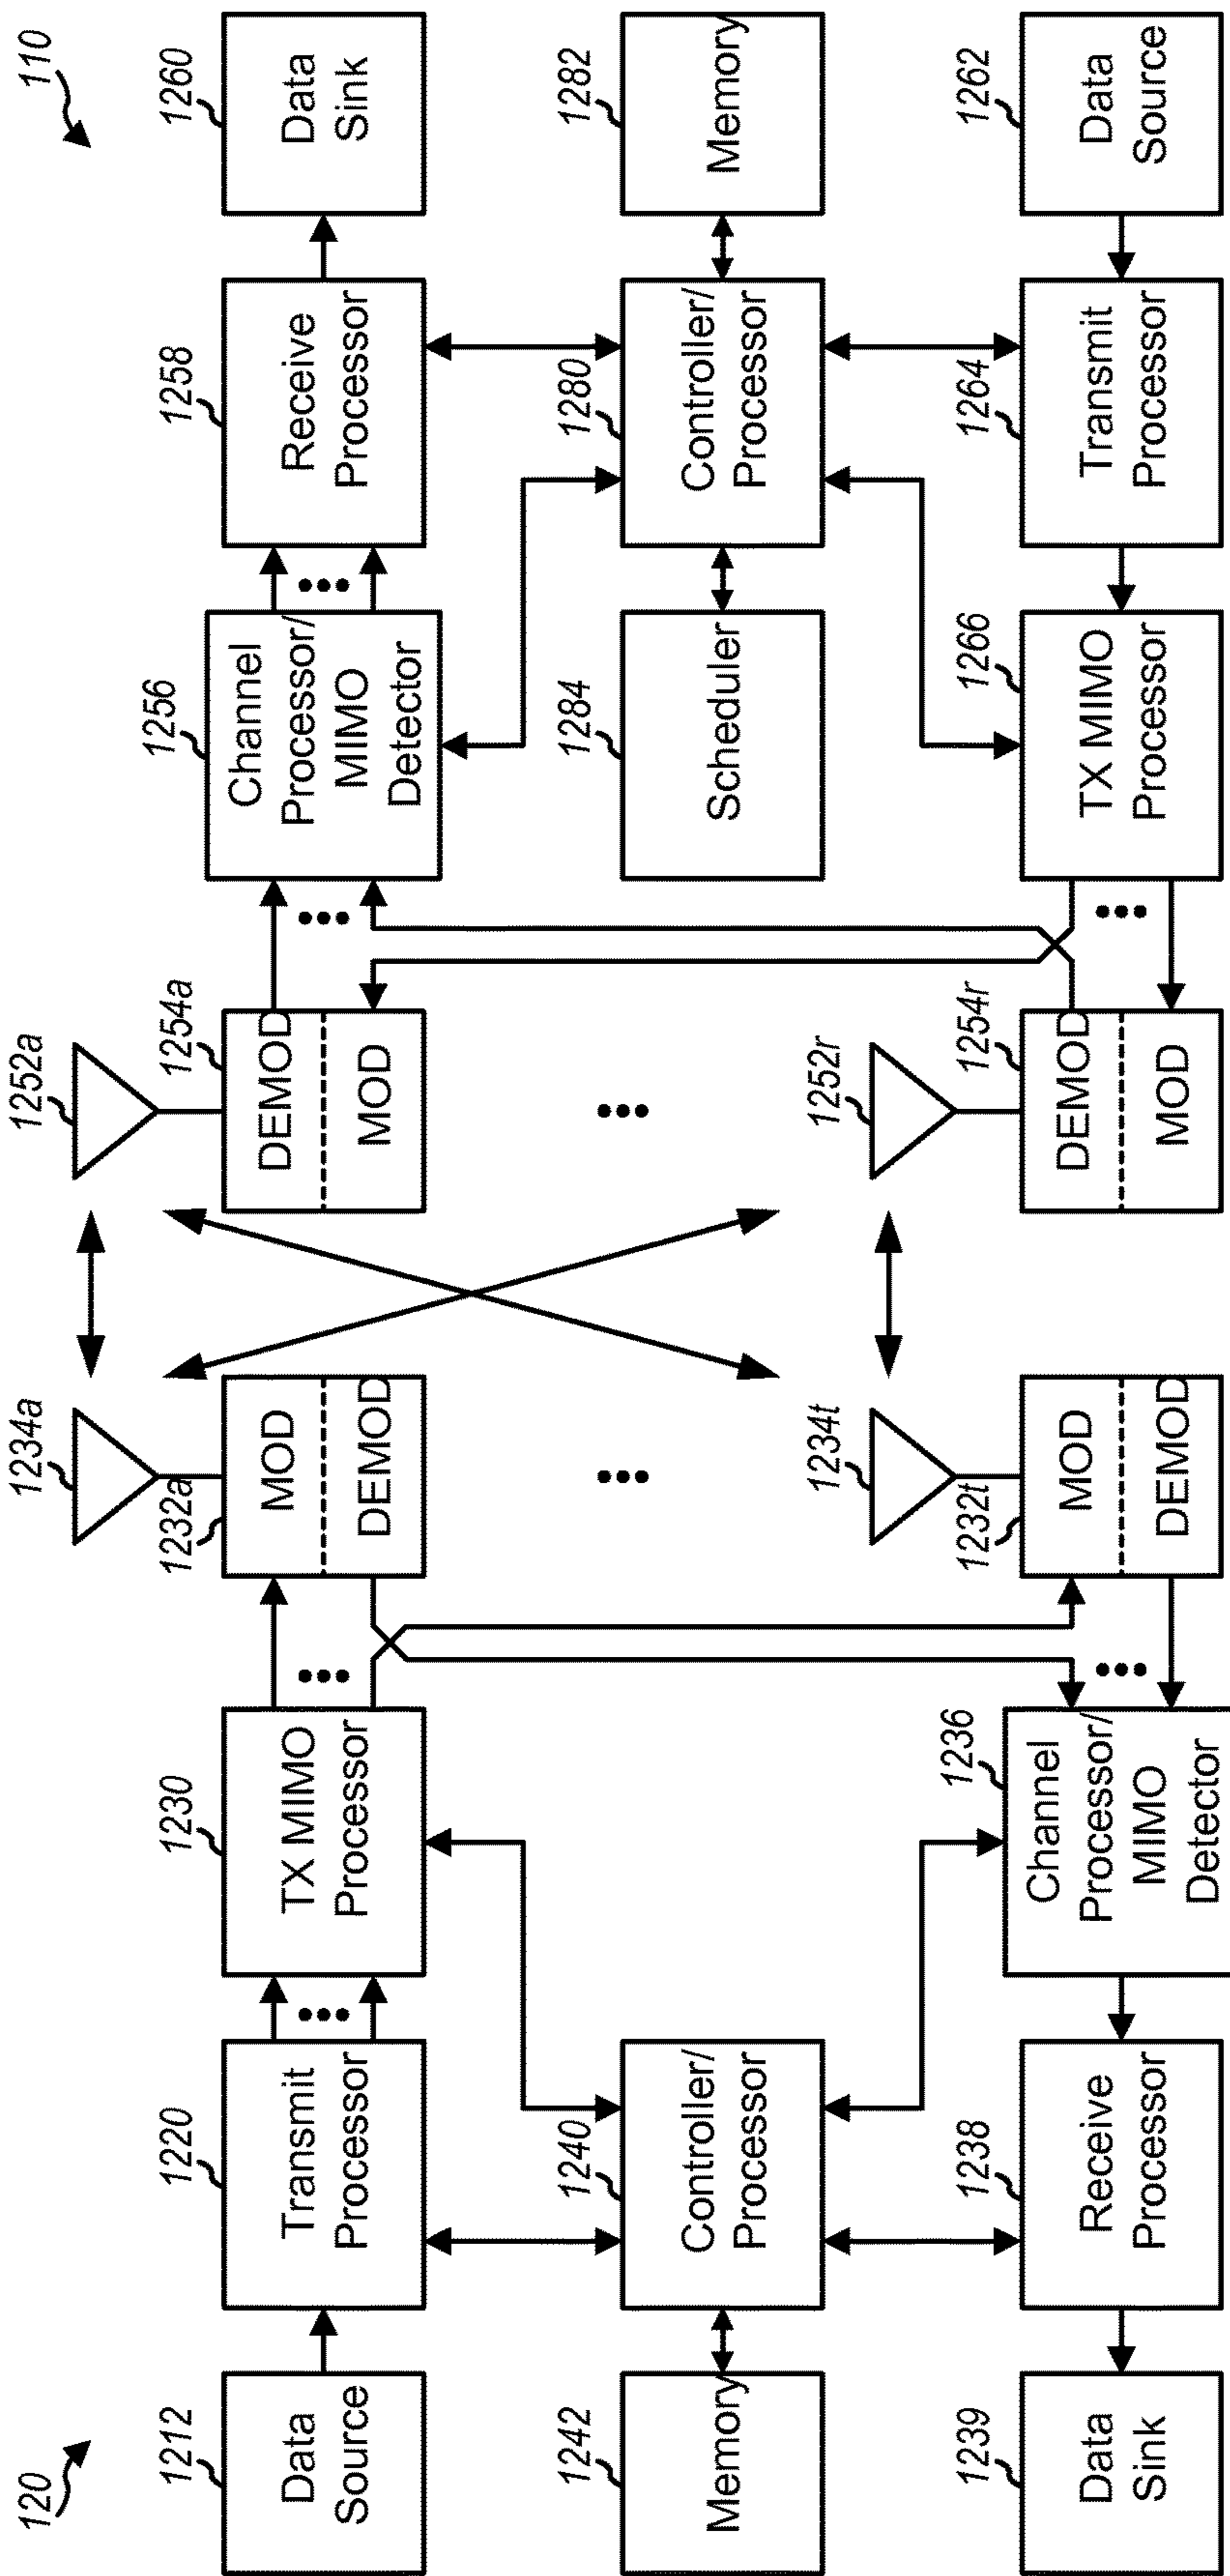 120
110
1212
Data
Source
1220
Transmit
Processor
1230
TX MIMO
Processor
1232a
MOD
DEMOD
1234a
1252a
1254a
DEMOD
MOD
1256
Channel
Processor/
MIMO
Detector
1258
Receive
Processor
1260
Data
Sink
1242
Memory
1240
Controller/
Processor
1284
Scheduler
1280
Controller/
Processor
1282
Memory
1239
Data
Sink
1238
Receive
Processor
1236
Channel
Processor/
MIMO
Detector
1232t
MOD
DEMOD
1234t
1252r
1254r
DEMOD
MOD
1266
TX MIMO
Processor
1264
Transmit
Processor
1262
Data
Source